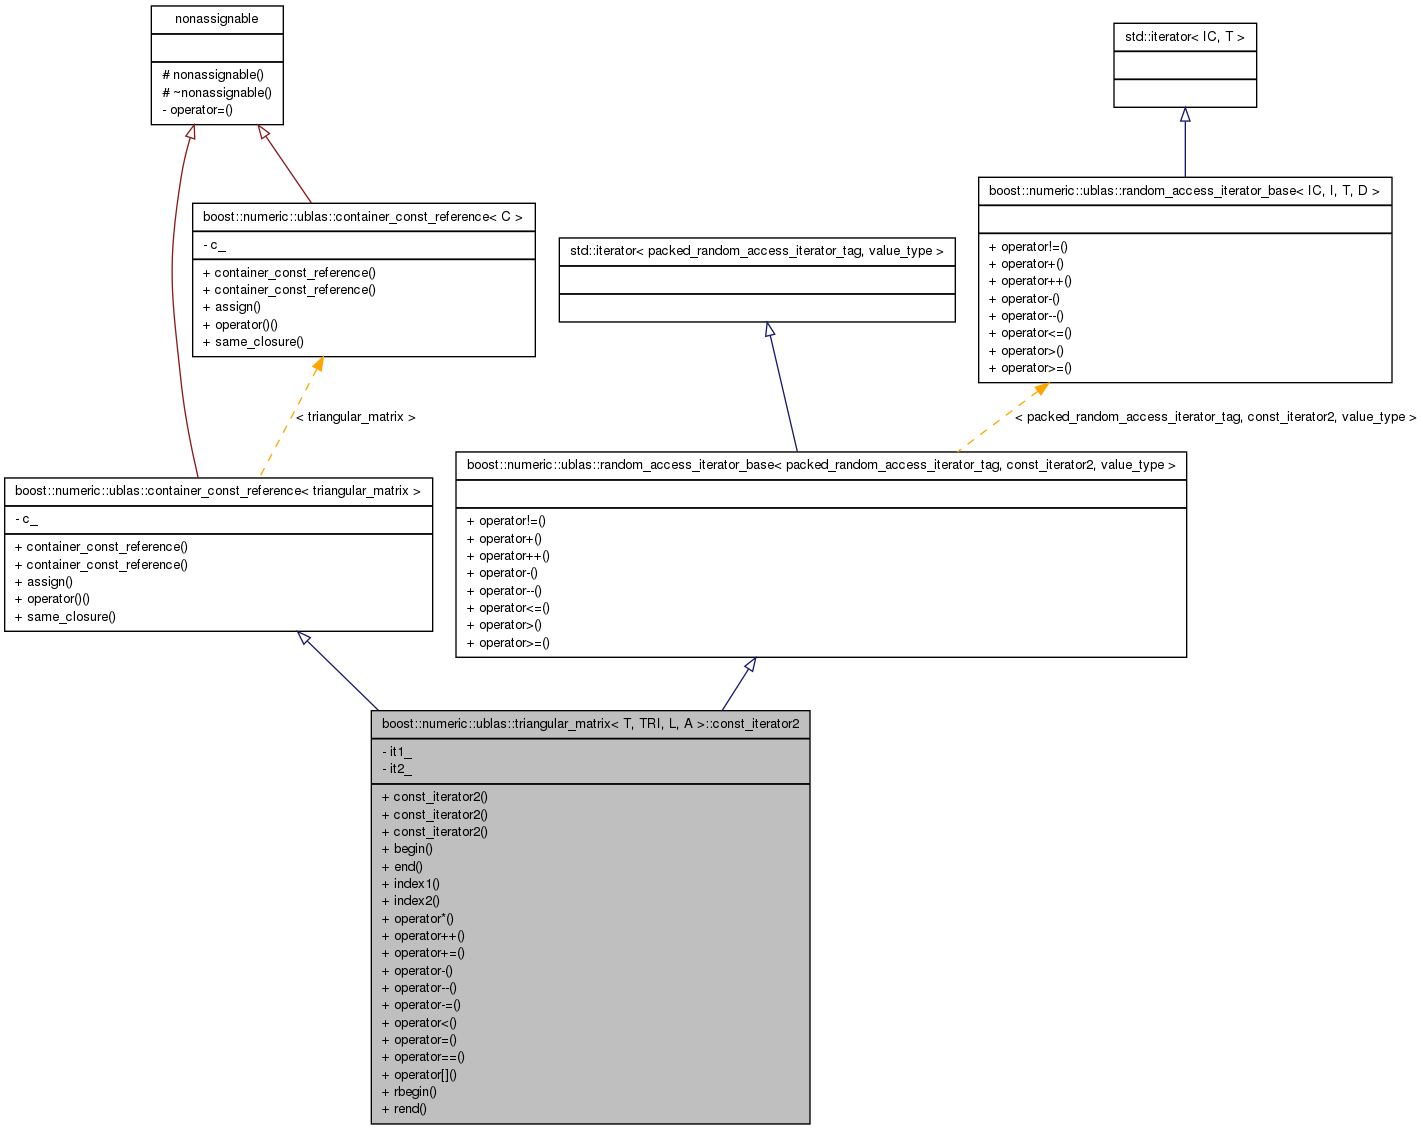 nonassignable
# nonassignable()
# ~nonassignable()
- operator=()
std::iterator< IC, T >
boost::numeric::ublas::random_access_iterator_base< IC, I, T, D >
+ operator!=()
+ operator+()
+ operator++()
+ operator-()
+ operator--()
+ operator<=()
+ operator>()
+ operator>=()
boost::numeric::ublas::container_const_reference< C >
- c_
+ container_const_reference()
+ container_const_reference()
+ assign()
+ operator()()
+ same_closure()
std::iterator< packed_random_access_iterator_tag, value_type >
< triangular_matrix >
< packed_random_access_iterator_tag, const_iterator2, value_type >
boost::numeric::ublas::container_const_reference< triangular_matrix >
- c_
+ container_const_reference()
+ container_const_reference()
+ assign()
+ operator()()
+ same_closure()
boost::numeric::ublas::random_access_iterator_base< packed_random_access_iterator_tag, const_iterator2, value_type >
+ operator!=()
+ operator+()
+ operator++()
+ operator-()
+ operator--()
+ operator<=()
+ operator>()
+ operator>=()
boost::numeric::ublas::triangular_matrix< T, TRI, L, A >::const_iterator2
- it1_
- it2_
+ const_iterator2()
+ const_iterator2()
+ const_iterator2()
+ begin()
+ end()
+ index1()
+ index2()
+ operator*()
+ operator++()
+ operator+=()
+ operator-()
+ operator--()
+ operator-=()
+ operator<()
+ operator=()
+ operator==()
+ operator[]()
+ rbegin()
+ rend()